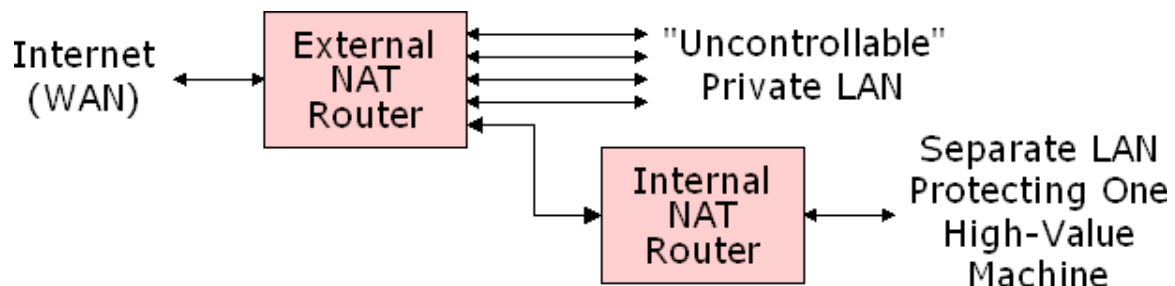 Internet
(WAN)
External
NAT
Router
"Uncontrollable"
Private LAN
Internal
NAT
Router
Separate LAN
Protecting One
High-Value
Machine